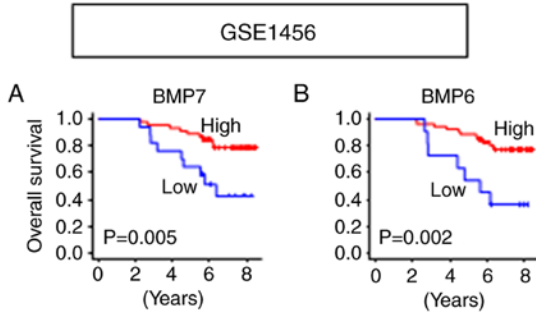 GSE1456
A
BMP7
Overall survival
1.0
0.8
0.6
0.4
0.2
0.0
High
Low
P=0.005
0 2 4 6 8
(Years)
B
BMP6
1.0
0.8
0.6
0.4
0.2
0.0
High
Low
P=0.002
0 2 4 6 8
(Years)